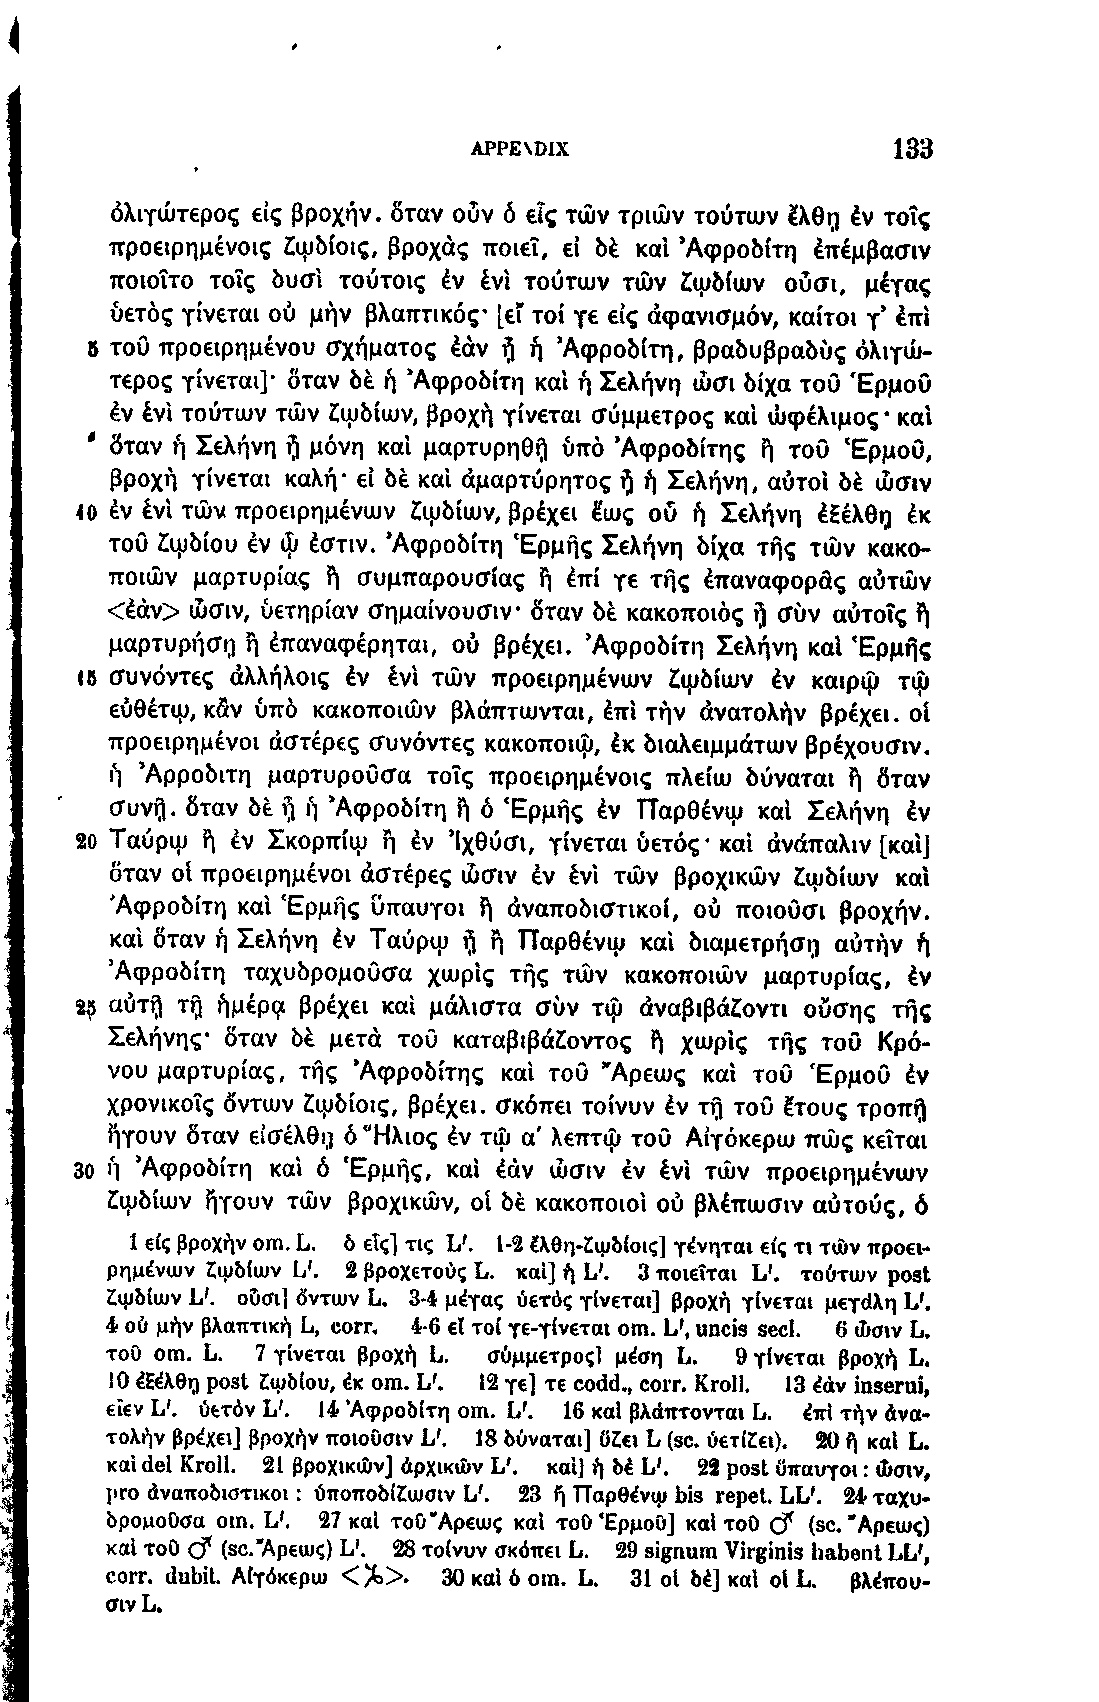 APPENDIX 133
ὀλιγώτερος εἰς βροχήν. ὅταν οὖν ὁ εἷς τῶν τριῶν τούτων ἔλθῃ ἐν τοῖς
προειρημένοις ζῳδίοις, βροχὰς ποιεῖ, εἰ δὲ καὶ Ἀφροδίτη ἐπέμβασιν
ποιοῖτο τοῖς δυσὶ τούτοις ἐν ἑνὶ τούτων τῶν ζῳδίων οὖσι, μέγας
ὑετὸς γίνεται οὐ μὴν βλαπτικός· [εἴ τοί γε εἰς ἀφανισμόν, καίτοι γ’ ἐπὶ
5 τοῦ προειρημένου σχήματος ἐὰν ᾖ ἡ Ἀφροδίτη, βραδυβραδὺς ὀλιγώ-
τερος γίνεται]· ὅταν δὲ ἡ Ἀφροδίτη καὶ ἡ Σελήνη ὦσι δίχα τοῦ Ἑρμοῦ
ἐν ἑνὶ τούτων τῶν ζῳδίων, βροχὴ γίνεται σύμμετρος καὶ ὠφέλιμος· καὶ
ὅταν ἡ Σελήνη ᾖ μόνη καὶ μαρτυρηθῇ ὑπὸ Ἀφροδίτης ἢ τοῦ Ἑρμοῦ,
βροχὴ γίνεται καλή· εἰ δὲ καὶ ἀμαρτύρητος ᾖ ἡ Σελήνη, αὐτοὶ δὲ ὦσιν
10 ἐν ἑνὶ τῶν προειρημένων ζῳδίων, βρέχει ἕως οὗ ἡ Σελήνη ἐξέλθῃ ἐκ
τοῦ ζῳδίου ἐν ᾧ ἐστιν. Ἀφροδίτη Ἑρμῆς Σελήνη δίχα τῆς τῶν κακο-
ποιῶν μαρτυρίας ἢ συμπαρουσίας ἢ ἐπί γε τῆς ἐπαναφορᾶς αὐτῶν
<ἐὰν> ὦσιν, ὑετηρίαν σημαίνουσιν· ὅταν δὲ κακοποιὸς ᾖ σὺν αὐτοῖς ἢ
μαρτυρήσῃ ἢ ἐπαναφέρηται, οὐ βρέχει. Ἀφροδίτη Σελήνη καὶ Ἑρμῆς
15 συνόντες ἀλλήλοις ἐν ἑνὶ τῶν προειρημένων ζῳδίων ἐν καιρῷ τῷ
εὐθέτῳ, κἂν ὑπὸ κακοποιῶν βλάπτωνται, ἐπὶ τὴν ἀνατολὴν βρέχει. οἱ
προειρημένοι ἀστέρες συνόντες κακοποιῷ, ἐκ διαλειμμάτων βρέχουσιν.
ἡ Ἀρροδιτη μαρτυροῦσα τοῖς προειρημένοις πλείω δύναται ἢ ὅταν
συνῇ. ὅταν δὲ ᾖ ἡ Ἀφροδίτη ἢ ὁ Ἑρμῆς ἐν Παρθένῳ καὶ Σελήνη ἐν
20 Ταύρῳ ἢ ἐν Σκορπίῳ ἢ ἐν Ἰχθύσι, γίνεται ὑετός· καὶ ἀνάπαλιν [καὶ]
ὅταν οἱ προειρημένοι ἀστέρες ὦσιν ἐν ἑνὶ τῶν βροχικῶν ζῳδίων καὶ
Ἀφροδίτη καὶ Ἑρμῆς ὕπαυγοι ἢ ἀναποδιστικοί, οὐ ποιοῦσι βροχήν.
καὶ ὅταν ἡ Σελήνη ἐν Ταύρῳ ᾖ ἢ Παρθένῳ καὶ διαμετρήσῃ αὐτὴν ἡ
Ἀφροδίτη ταχυδρομοῦσα χωρὶς τῆς τῶν κακοποιῶν μαρτυρίας, ἐν
25 αὐτῇ τῇ ἡμέρᾳ βρέχει καὶ μάλιστα σὺν τῷ ἀναβιβάζοντι οὔσης τῆς
Σελήνης· ὅταν δὲ μετὰ τοῦ καταβιβάζοντος ἢ χωρὶς τῆς τοῦ Κρό-
νου μαρτυρίας, τῆς Ἀφροδίτης καὶ τοῦ Ἄρεως καὶ τοῦ Ἑρμοῦ ἐν
χρονικοῖς ὄντων ζῳδίοις, βρέχει. σκόπει τοίνυν ἐν τῇ τοῦ ἔτους τροπῇ
ἤγουν ὅταν εἰσέλθῃ ὁ Ἥλιος ἐν τῷ α′ λεπτῷ τοῦ Αἰγόκερω πῶς κεῖται
30 ἡ Ἀφροδίτη καὶ ὁ Ἑρμῆς, καὶ ἐὰν ὦσιν ἐν ἑνὶ τῶν προειρημένων
ζῳδίων ἤγουν τῶν βροχικῶν, οἱ δὲ κακοποιοὶ οὐ βλέπωσιν αὐτούς, ὁ
1 εἰς βροχὴν om. L. ὁ εἷς] τις L′. 1-2 ἔλθη-ζῳδίοις] γένηται εἰς τι τῶν προει-
ρημένων ζῳδίων L′. 2 βροχετοὺς L. καὶ] ἡ L′. 3 ποιεῖται L′. τούτων post
ζῳδίων L′. οὖσι] ὄντων L. 3-4 μέγας ὑετὸς γίνεται] βροχὴ γίνεται μεγάλη L′.
4 οὐ μὴν βλαπτικὴ L, corr. 4-6 εἴ τοί γε-γίνεται om. L′, uncis secl. 6 ὦσιν L.
τοῦ om. L. 7 γίνεται βροχὴ L. σύμμετρος] μέση L. 9 γίνεται βροχὴ L.
10 ἐξέλθῃ post ζῳδίου, ἐκ om. L′. 12 γε] τε codd., corr. Kroll. 13 ἐάν inserui,
εἶεν L′. ὑετόν L′. 14 Ἀφροδίτη om. L′. 16 καὶ βλάπτονται L. ἐπὶ τὴν ἀνα-
τολὴν βρέχει] βροχὴν ποιοῦσιν L′. 18 δύναται] ὕζει L (sc. ὑετίζει). 20 ἢ καὶ L.
καὶ del Kroll. 21 βροχικῶν] ἀρχικῶν L′. καὶ] ἡ δὲ L′. 22 post ὕπαυγοι : ὦσιν,
pro ἀναποδιστικοι : ὑποποδίζωσιν L′. 23 ἢ Παρθένῳ bis repet. LL′. 24 ταχυ-
δρομοῦσα om. L′. 27 καὶ τοῦ Ἄρεως καὶ τοῦ Ἑρμοῦ] καὶ τοῦ ♂ (sc. Ἄρεως)
καὶ τοῦ ♂ (sc. Ἄρεως) L′. 28 τοίνυν σκόπει L. 29 signum Virginis habent LL′,
corr. dubit. Αἰγόκερω <♑>. 30 καὶ ὁ om. L. 31 οἱ δὲ] καὶ οἱ L. βλέπου-
σιν L.